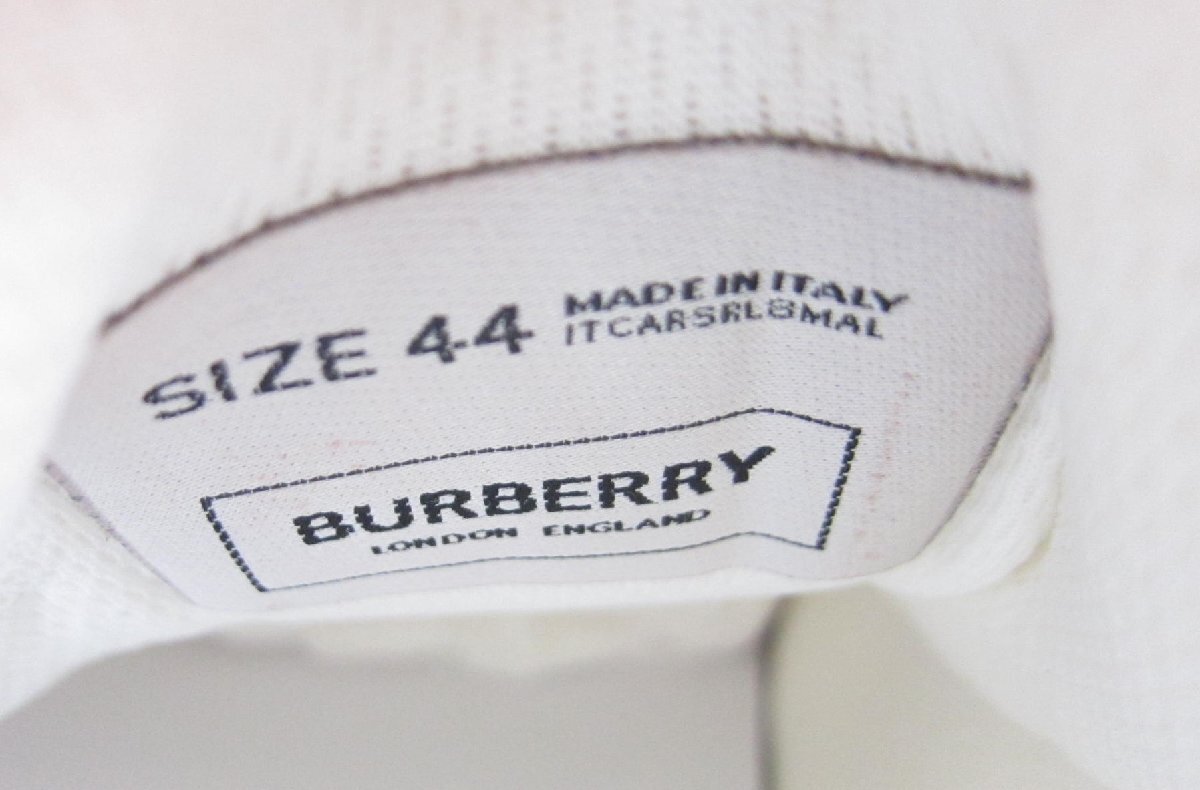 SIZE 44
MADE IN ITALY
ITCARSRL8MAL
BURBERRY
LONDON ENGLAND